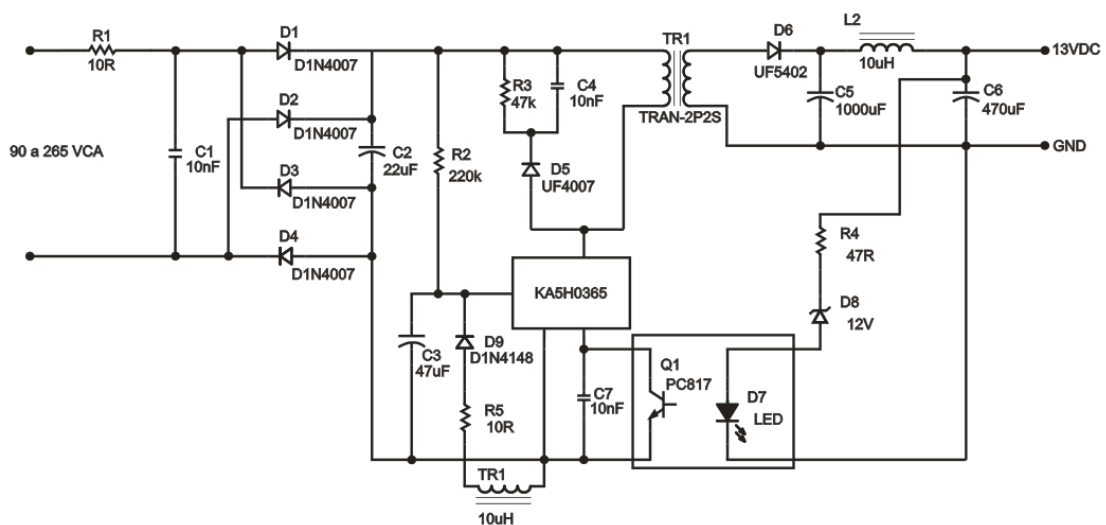 R1
10R
D1
D1N4007
D2
D1N4007
D3
D1N4007
D4
D1N4007
90 a 265 VCA
C1
10nF
C2
22uF
R2
220k
R3
47k
C4
10nF
D5
UF4007
TR1
TRAN-2P2S
D6
UF5402
L2
10uH
C5
1000uF
C6
470uF
13VDC
GND
R4
47R
D8
12V
KA5H0365
C3
47uF
D9
D1N4148
R5
10R
TR1
10uH
C7
10nF
Q1
PC817
D7
LED